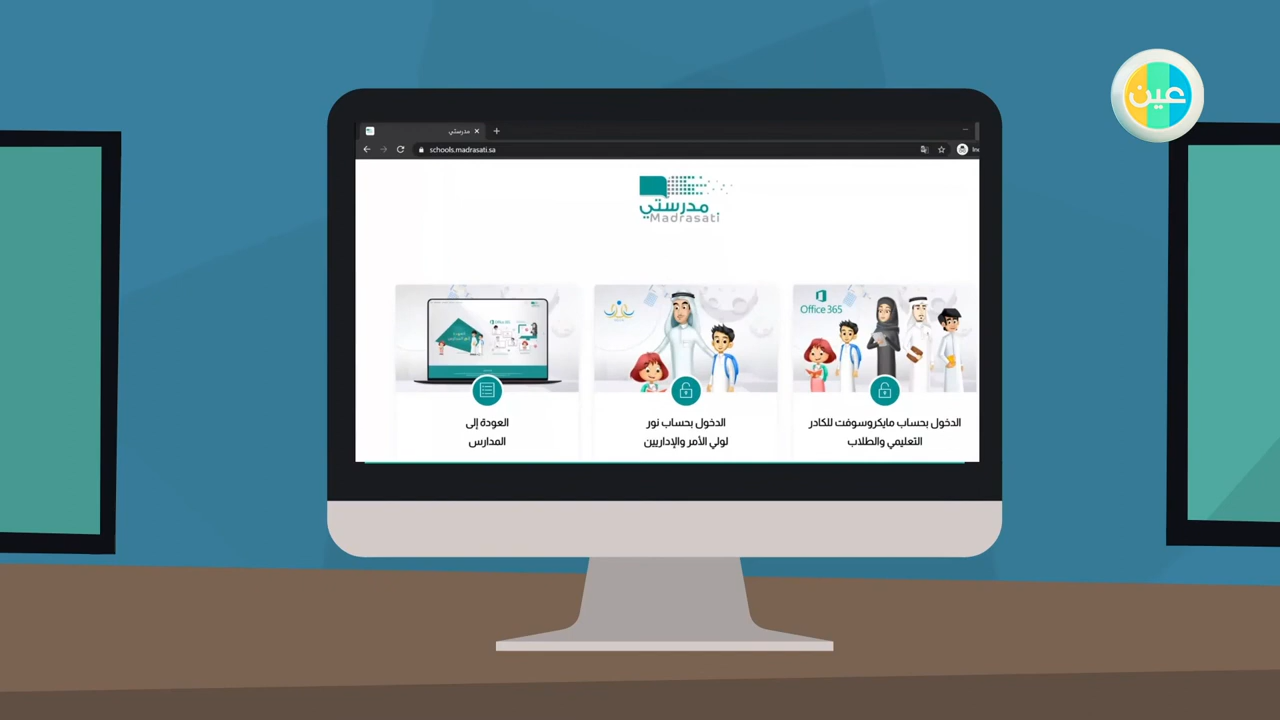 عين
مدرستي
schools.madrasati.sa
مدرستي
Madrasati
Office 365
الدخول بحساب مايكروسوفت للكادر
التعليمي والطلاب
الدخول بحساب نور
لولي الأمر والإداريين
العودة إلى
المدارس